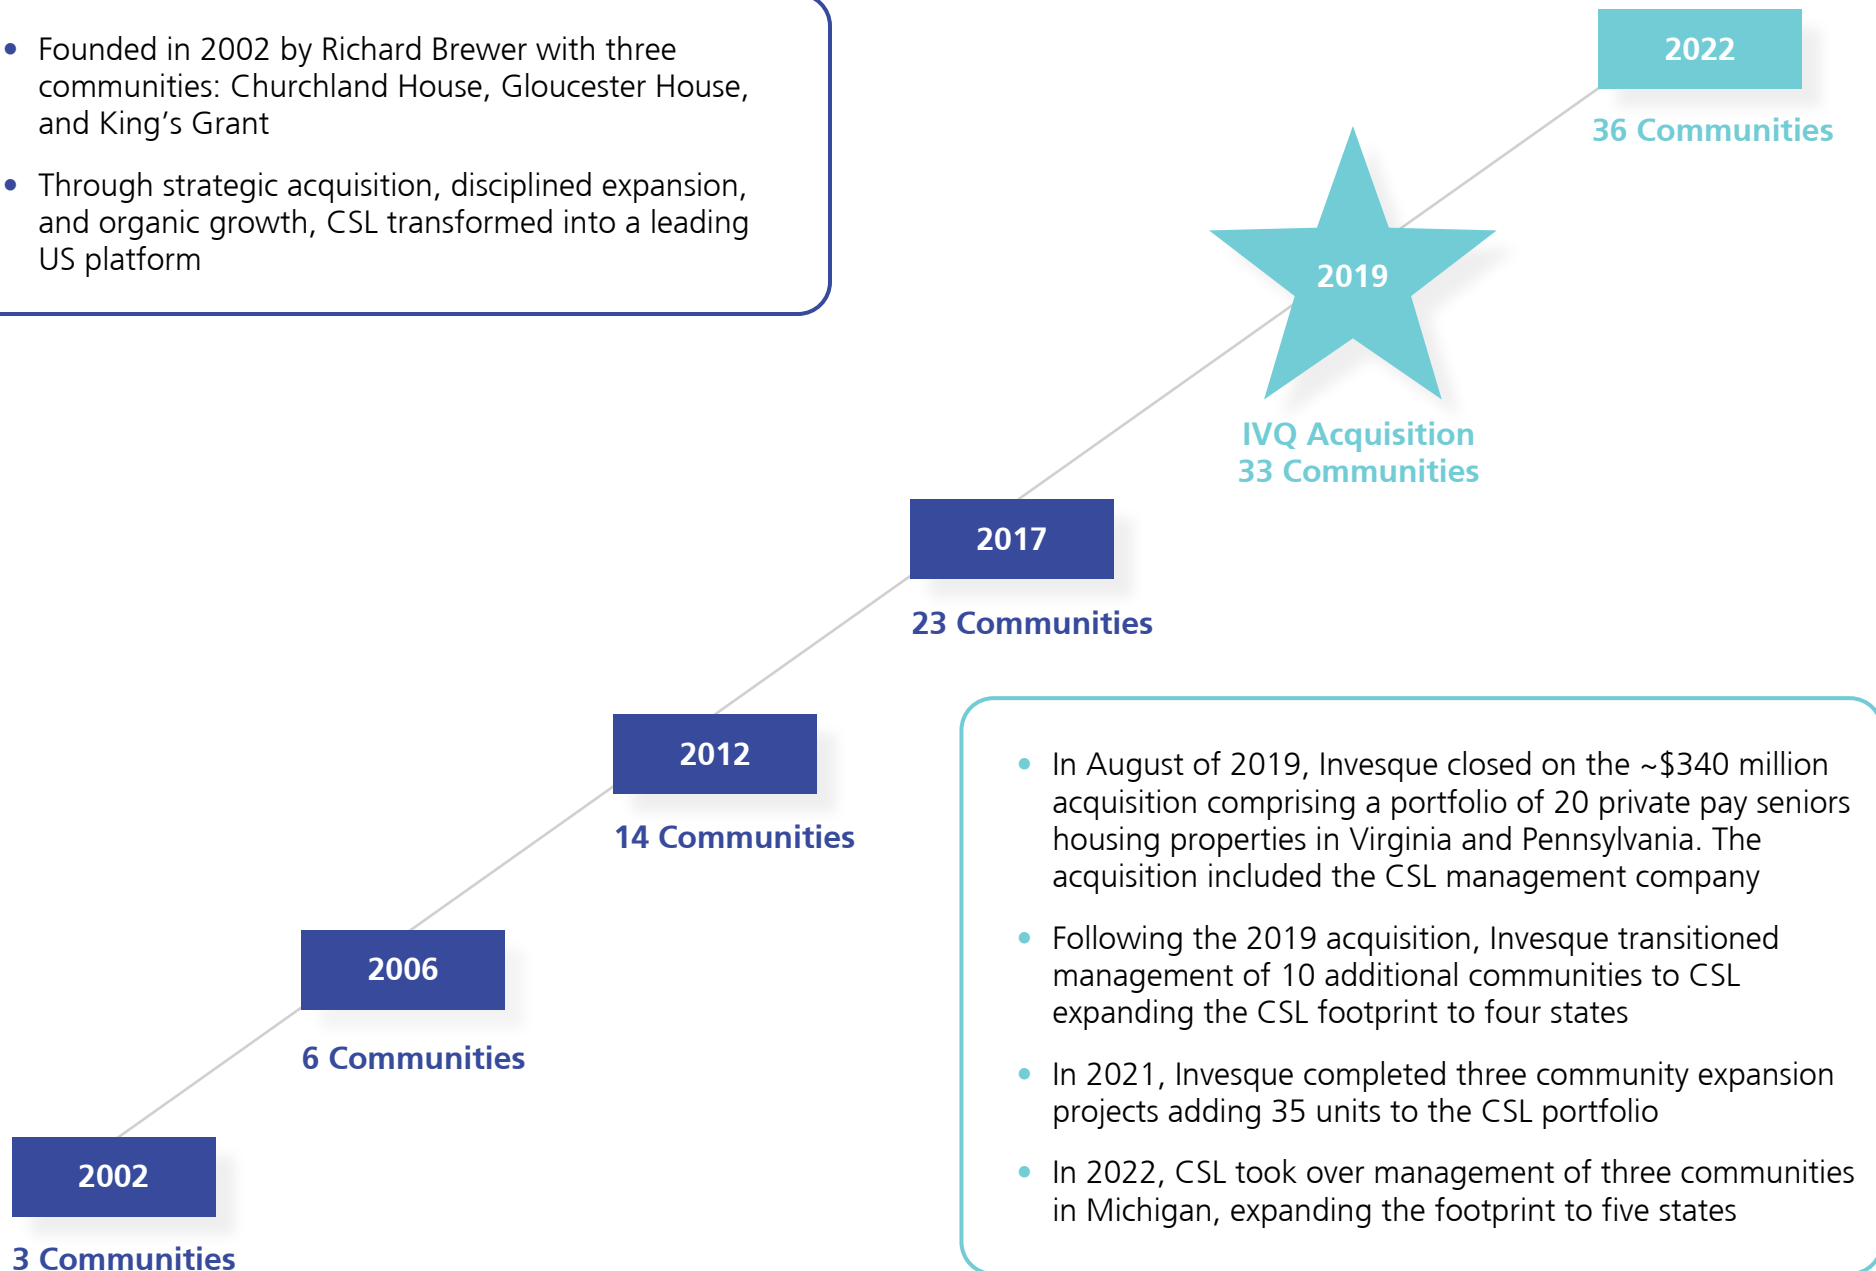 • Founded in 2002 by Richard Brewer with three
communities: Churchland House, Gloucester House,
and King’s Grant
• Through strategic acquisition, disciplined expansion,
and organic growth, CSL transformed into a leading
US platform
2022
36 Communities
2019
IVQ Acquisition
33 Communities
2017
23 Communities
2012
14 Communities
2006
6 Communities
2002
3 Communities
• In August of 2019, Invesque closed on the ~$340 million
acquisition comprising a portfolio of 20 private pay seniors
housing properties in Virginia and Pennsylvania. The
acquisition included the CSL management company
• Following the 2019 acquisition, Invesque transitioned
management of 10 additional communities to CSL
expanding the CSL footprint to four states
• In 2021, Invesque completed three community expansion
projects adding 35 units to the CSL portfolio
• In 2022, CSL took over management of three communities
in Michigan, expanding the footprint to five states